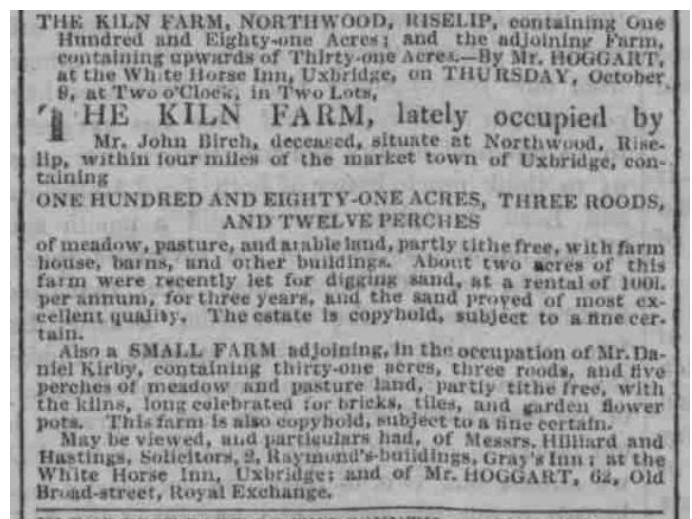 THE KILN FARM, NORTHWOOD, RISELIP, containing One
Hundred and Eighty-one Acres; and the adjoining Farm,
containing upwards of Thirty-one Acres.—By Mr. HOGGART,
at the White Horse Inn, Uxbridge, on THURSDAY, October
9, at Two o'Clock, in Two Lots,
THE KILN FARM, lately occupied by
Mr. John Birch, deceased, situate at Northwood, Rise-
lip, within four miles of the market town of Uxbridge, con-
taining
ONE HUNDRED AND EIGHTY-ONE ACRES, THREE ROODS,
AND TWELVE PERCHES
of meadow, pasture, and arable land, partly tithe free, with farm
house, barns, and other buildings. About two acres of this
farm were recently let for digging sand, at a rental of 100l.
per annum, for three years, and the sand proved of most ex-
cellent quality. The estate is copyhold, subject to a fine cer-
tain.
Also a SMALL FARM adjoining, in the occupation of Mr. Da-
niel Kirby, containing thirty-one acres, three roods, and five
perches of meadow and pasture land, partly tithe free, with
the kilns, long celebrated for bricks, tiles, and garden flower
pots. This farm is also copyhold, subject to a fine certain.
May be viewed, and particulars had, of Messrs. Hilliard and
Hastings, Solicitors, 2, Raymond's-buildings, Gray's Inn; at the
White Horse Inn, Uxbridge; and of Mr. HOGGART, 62, Old
Broad-street, Royal Exchange.